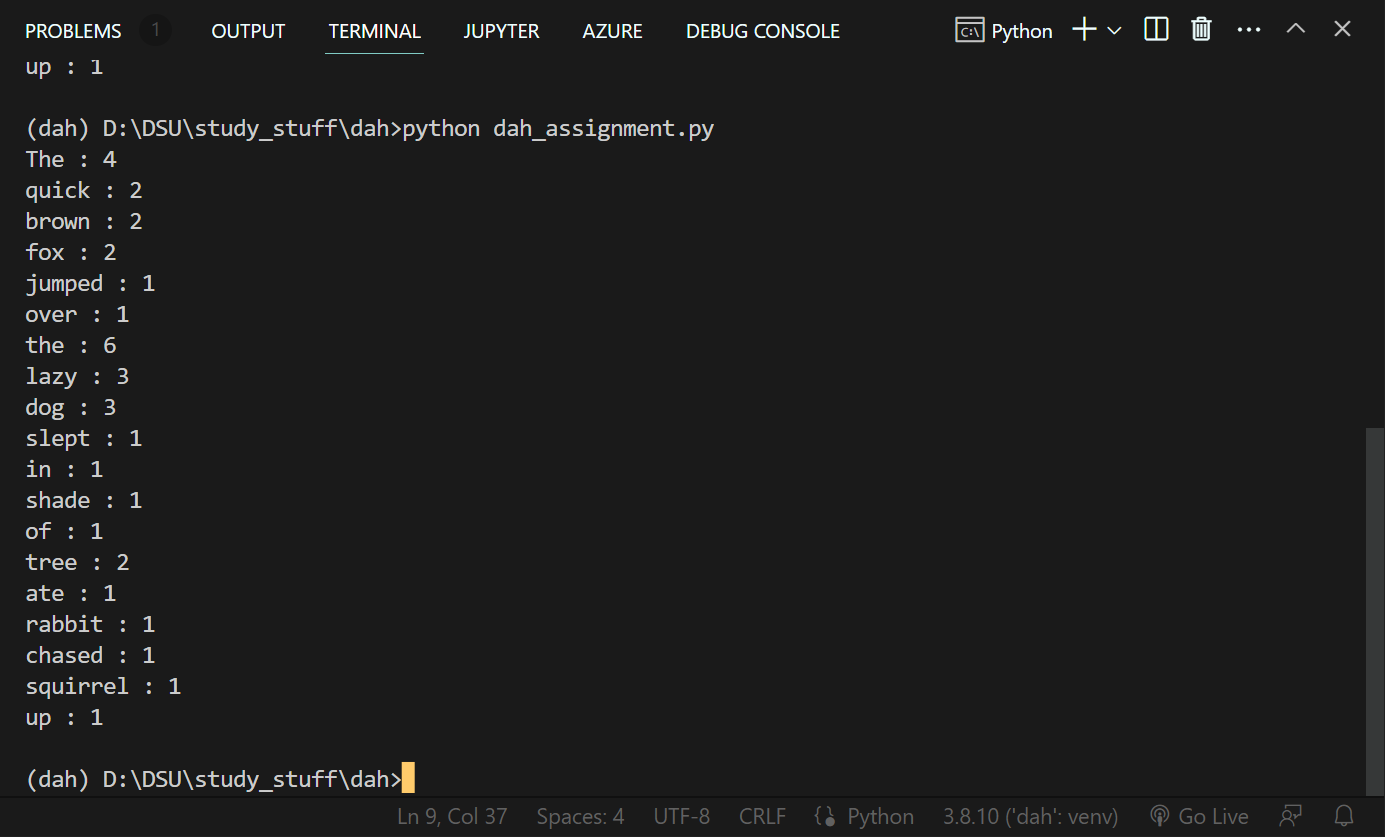 PROBLEMS 1 OUTPUT TERMINAL JUPYTER AZURE DEBUG CONSOLE Python
up : 1
(dah) D:\DSU\study_stuff\dah>python dah_assignment.py
The : 4
quick : 2
brown : 2
fox : 2
jumped : 1
over : 1
the : 6
lazy : 3
dog : 3
slept : 1
in : 1
shade : 1
of : 1
tree : 2
ate : 1
rabbit : 1
chased : 1
squirrel : 1
up : 1
(dah) D:\DSU\study_stuff\dah>
Ln 9, Col 37 Spaces: 4 UTF-8 CRLF Python 3.8.10 ('dah': venv) Go Live